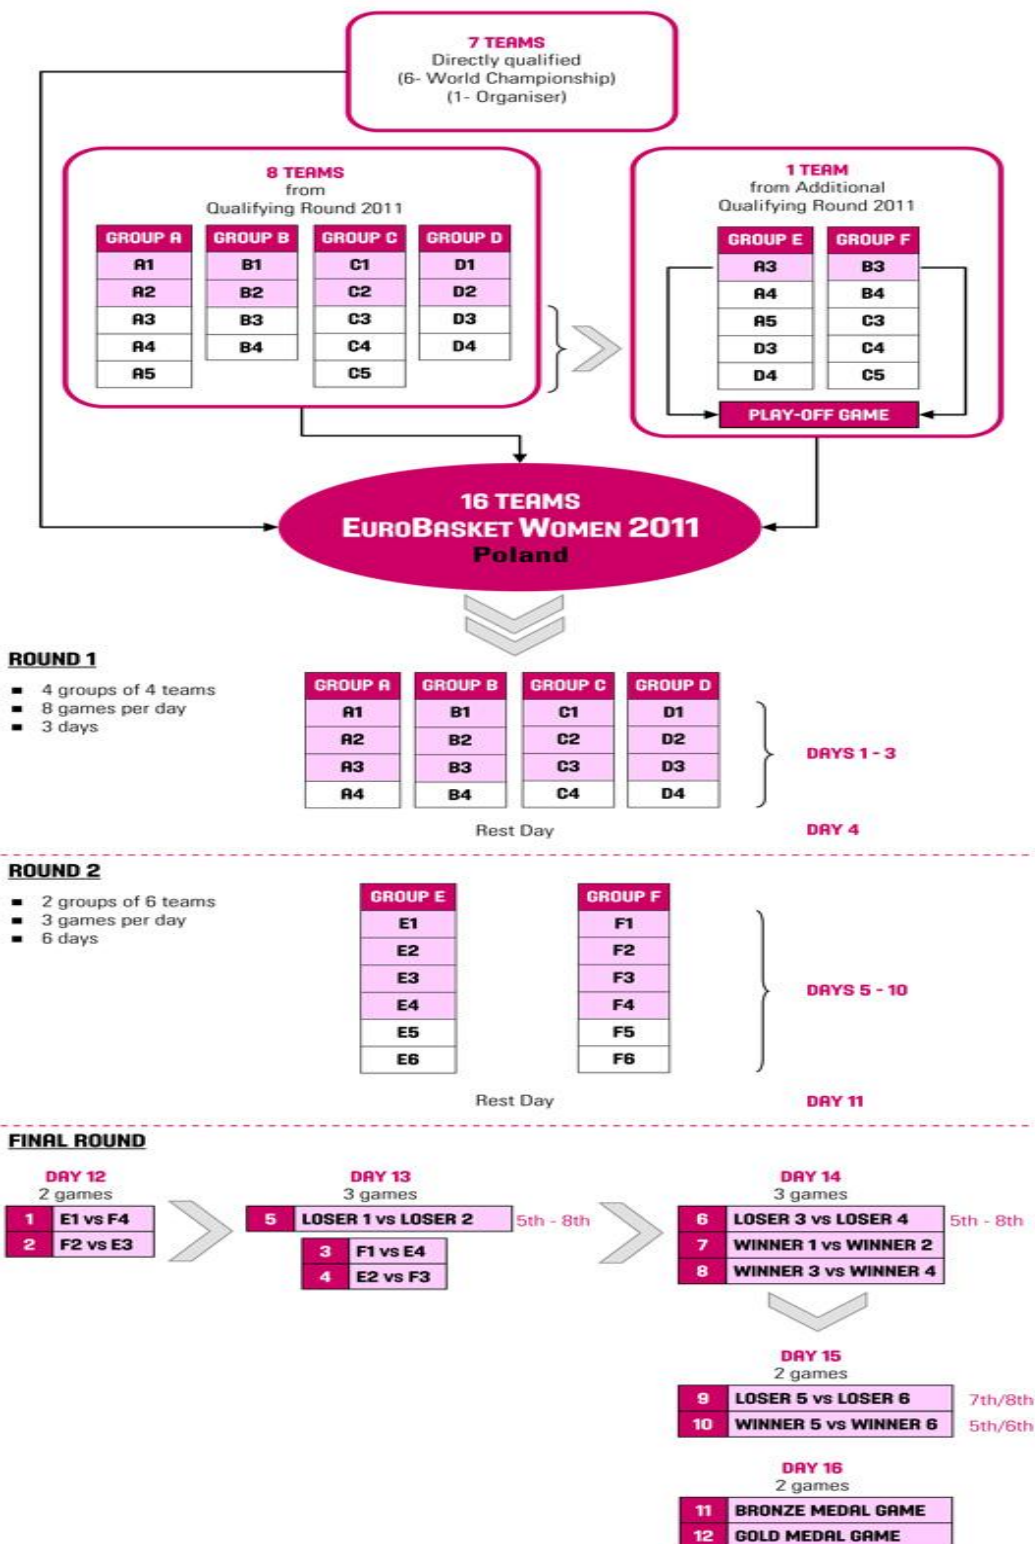 7 TEAMS
Directly qualified
(6- World Championship)
(1- Organiser)
8 TEAMS
from
Qualifying Round 2011
GROUP A GROUP B GROUP C GROUP D
A1 B1 C1 D1
A2 B2 C2 D2
A3 B3 C3 D3
A4 B4 C4 D4
A5 C5
1 TEAM
from Additional
Qualifying Round 2011
GROUP E GROUP F
A3 B3
A4 B4
A5 C3
D3 C4
D4 C5
PLAY-OFF GAME
16 TEAMS
EUROBASKET WOMEN 2011
Poland
ROUND 1
▪ 4 groups of 4 teams
▪ 8 games per day
▪ 3 days
GROUP A GROUP B GROUP C GROUP D
A1 B1 C1 D1
A2 B2 C2 D2
A3 B3 C3 D3
A4 B4 C4 D4
DAYS 1 - 3
Rest Day DAY 4
ROUND 2
▪ 2 groups of 6 teams
▪ 3 games per day
▪ 6 days
GROUP E GROUP F
E1 F1
E2 F2
E3 F3
E4 F4
E5 F5
E6 F6
DAYS 5 - 10
Rest Day DAY 11
FINAL ROUND
DAY 12
2 games
1 E1 vs F4
2 F2 vs E3
DAY 13
3 games
5 LOSER 1 vs LOSER 2 5th - 8th
3 F1 vs E4
4 E2 vs F3
DAY 14
3 games
6 LOSER 3 vs LOSER 4 5th - 8th
7 WINNER 1 vs WINNER 2
8 WINNER 3 vs WINNER 4
DAY 15
2 games
9 LOSER 5 vs LOSER 6 7th/8th
10 WINNER 5 vs WINNER 6 5th/6th
DAY 16
2 games
11 BRONZE MEDAL GAME
12 GOLD MEDAL GAME